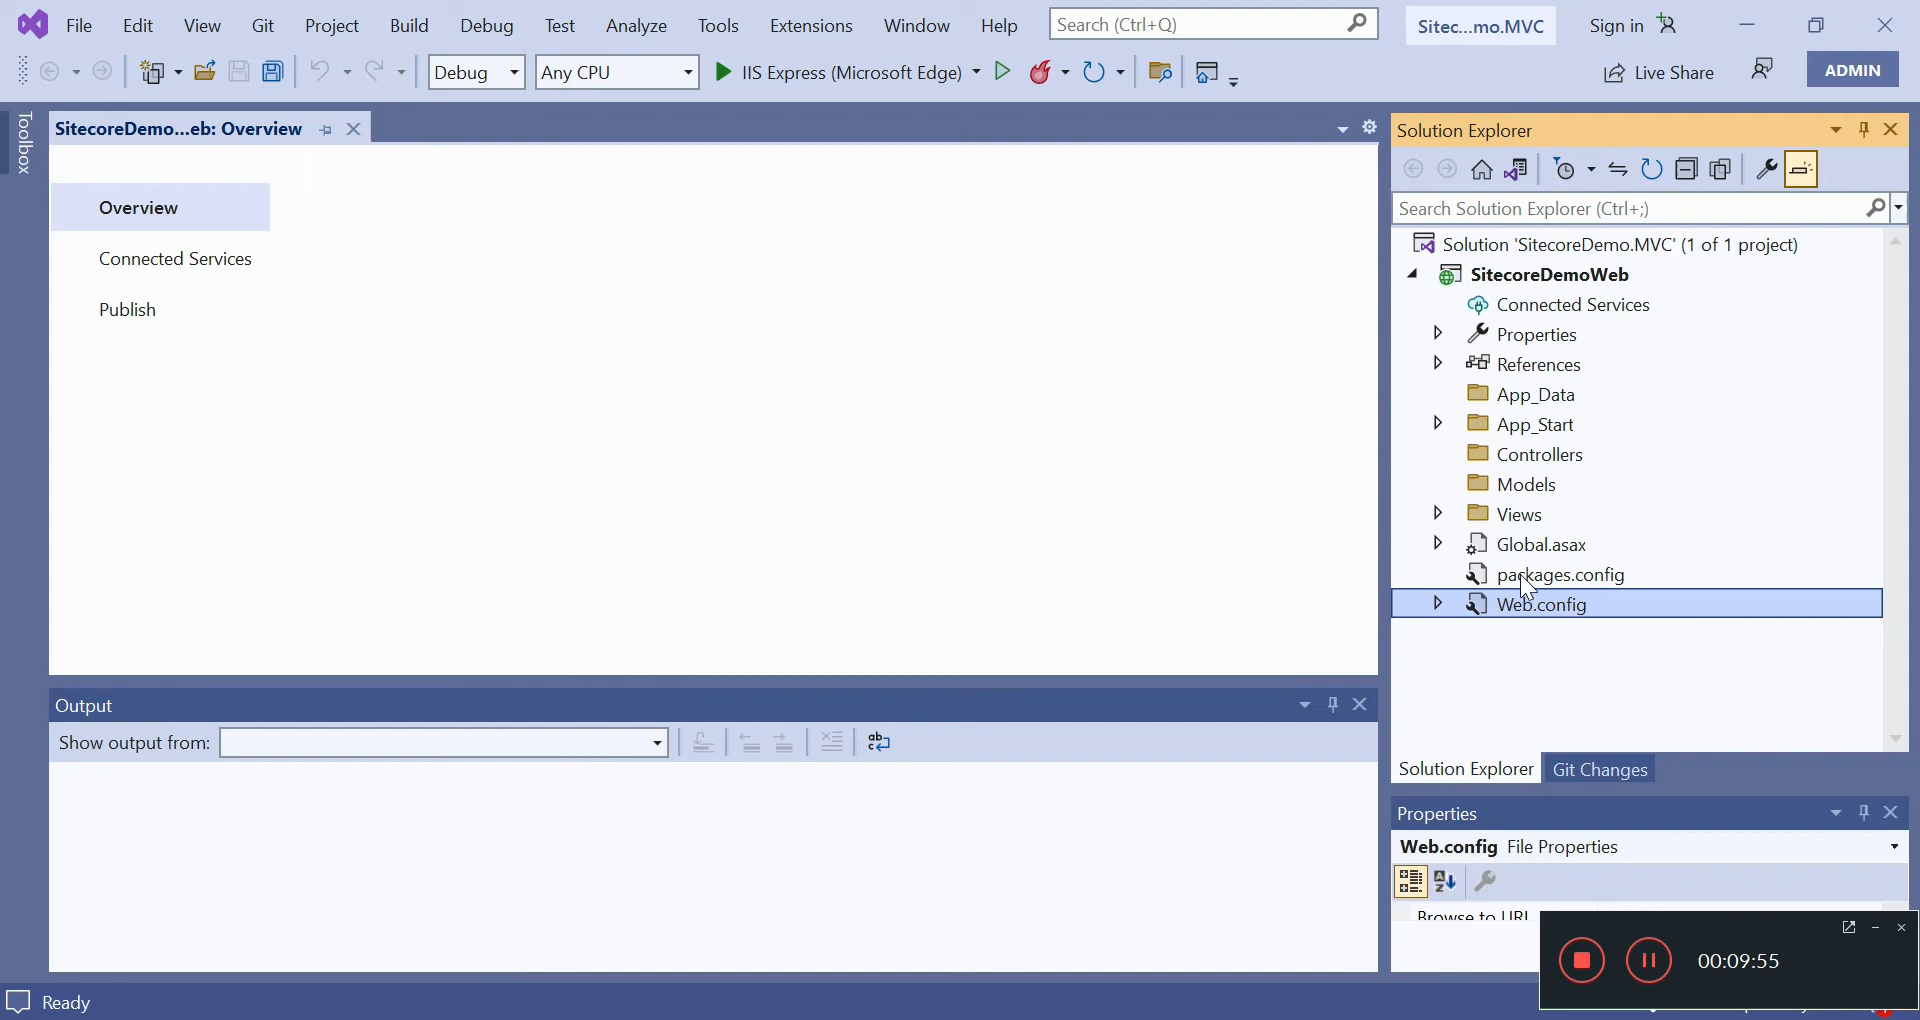 File Edit View Git Project Build Debug Test Analyze Tools Extensions Window Help Search (Ctrl+Q) Sitec...mo.MVC Sign in
Debug Any CPU IIS Express (Microsoft Edge) Live Share ADMIN
Toolbox
SitecoreDemo...eb: Overview
Overview
Connected Services
Publish
Output
Show output from:
Solution Explorer
Search Solution Explorer (Ctrl+;)
Solution 'SitecoreDemo.MVC' (1 of 1 project)
SitecoreDemoWeb
Connected Services
Properties
References
App_Data
App_Start
Controllers
Models
Views
Global.asax
packages.config
Web.config
Solution Explorer Git Changes
Properties
Web.config File Properties
Browse to URL
00:09:55
Ready